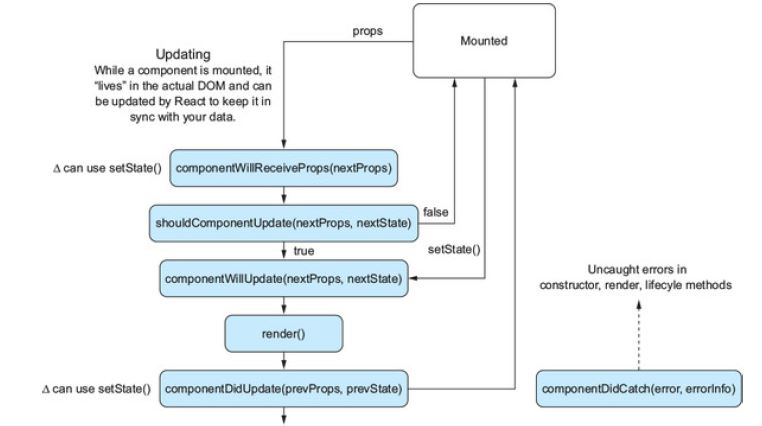 props
Mounted
Updating
While a component is mounted, it
“lives” in the actual DOM and can
be updated by React to keep it in
sync with your data.
Δ can use setState()
componentWillReceiveProps(nextProps)
shouldComponentUpdate(nextProps, nextState)
false
true
setState()
componentWillUpdate(nextProps, nextState)
Uncaught errors in
constructor, render, lifecyle methods
render()
Δ can use setState()
componentDidUpdate(prevProps, prevState)
componentDidCatch(error, errorInfo)